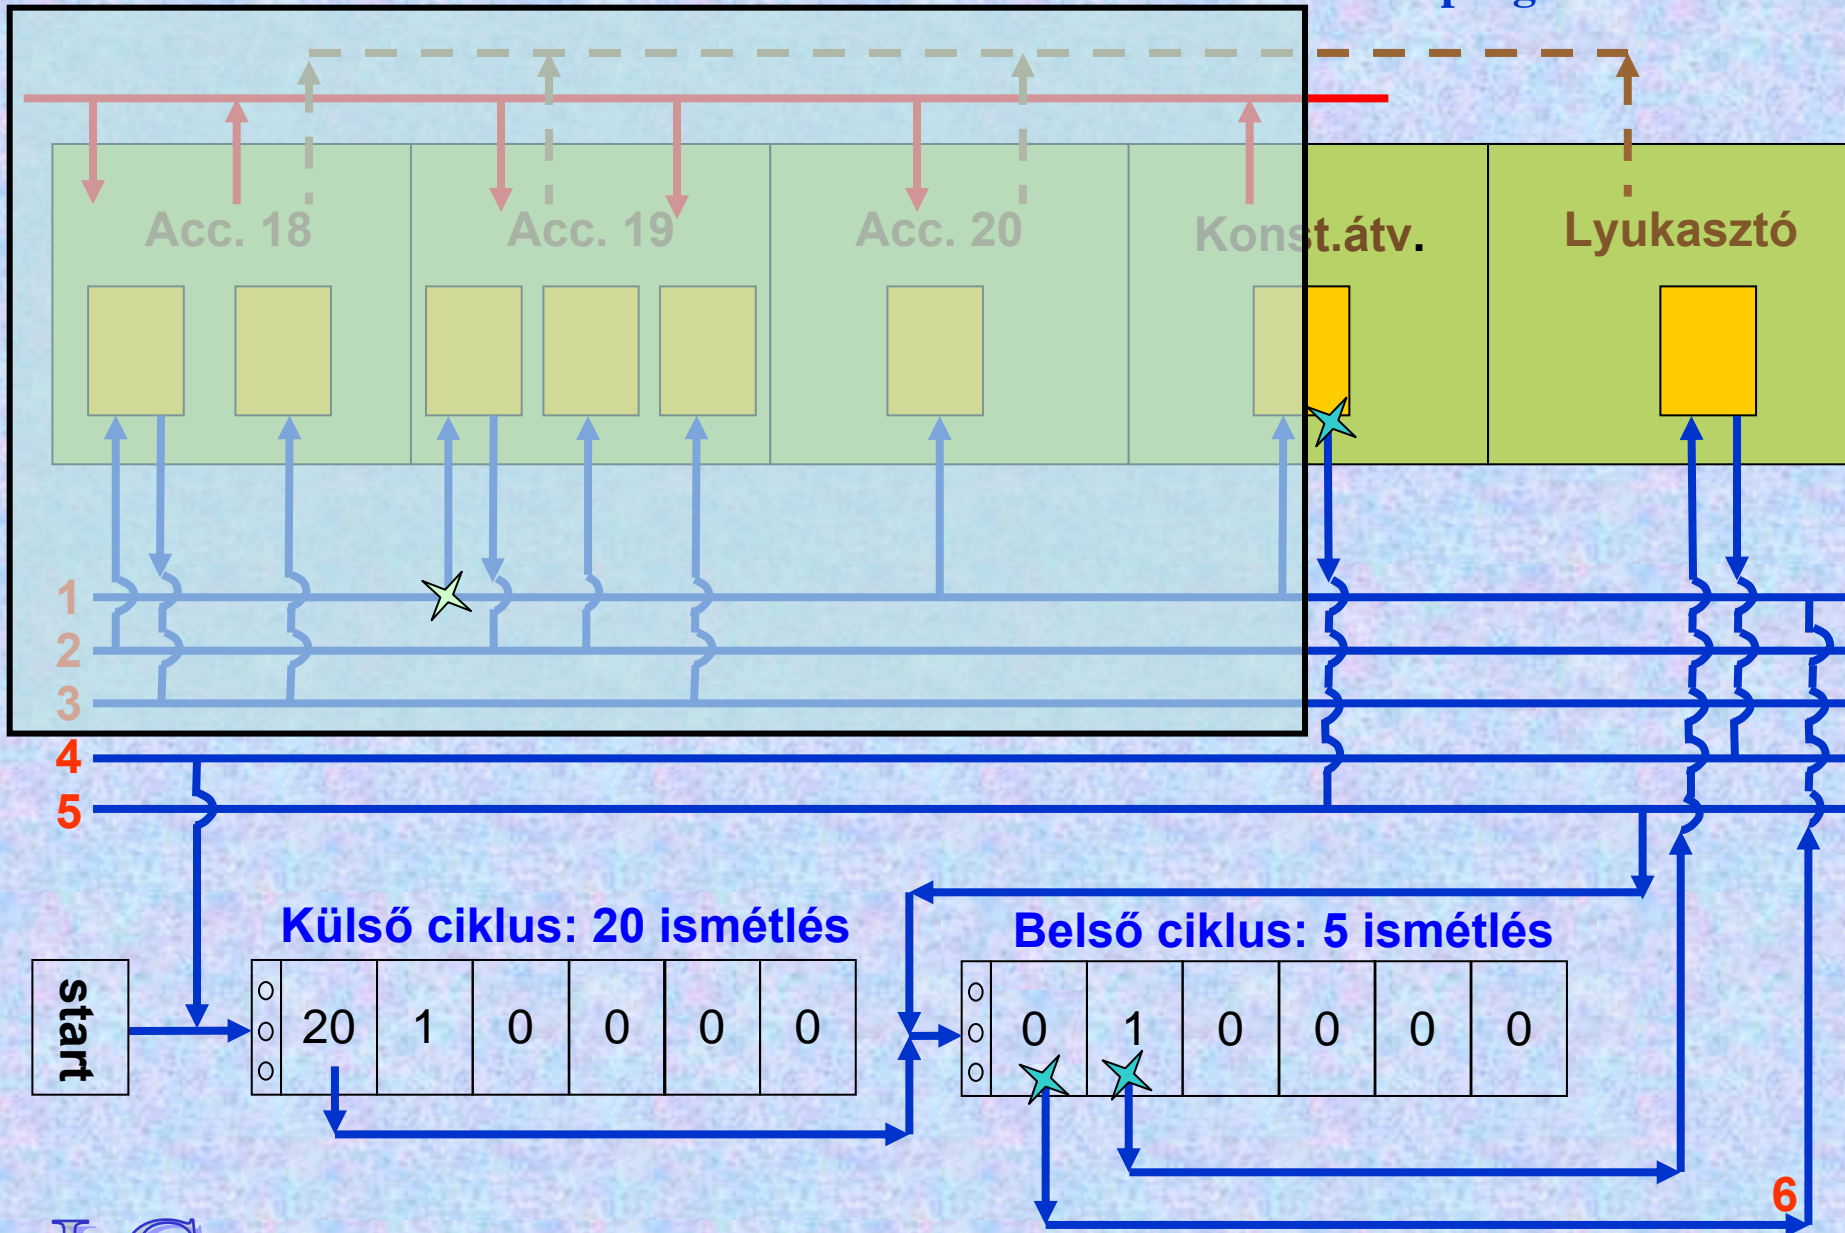 Acc. 18 Acc. 19 Acc. 20 Konst.átv. Lyukasztó
1
2
3
4
5
Külső ciklus: 20 ismétlés Belső ciklus: 5 ismétlés
start 20 1 0 0 0 0 0 1 0 0 0 0
6